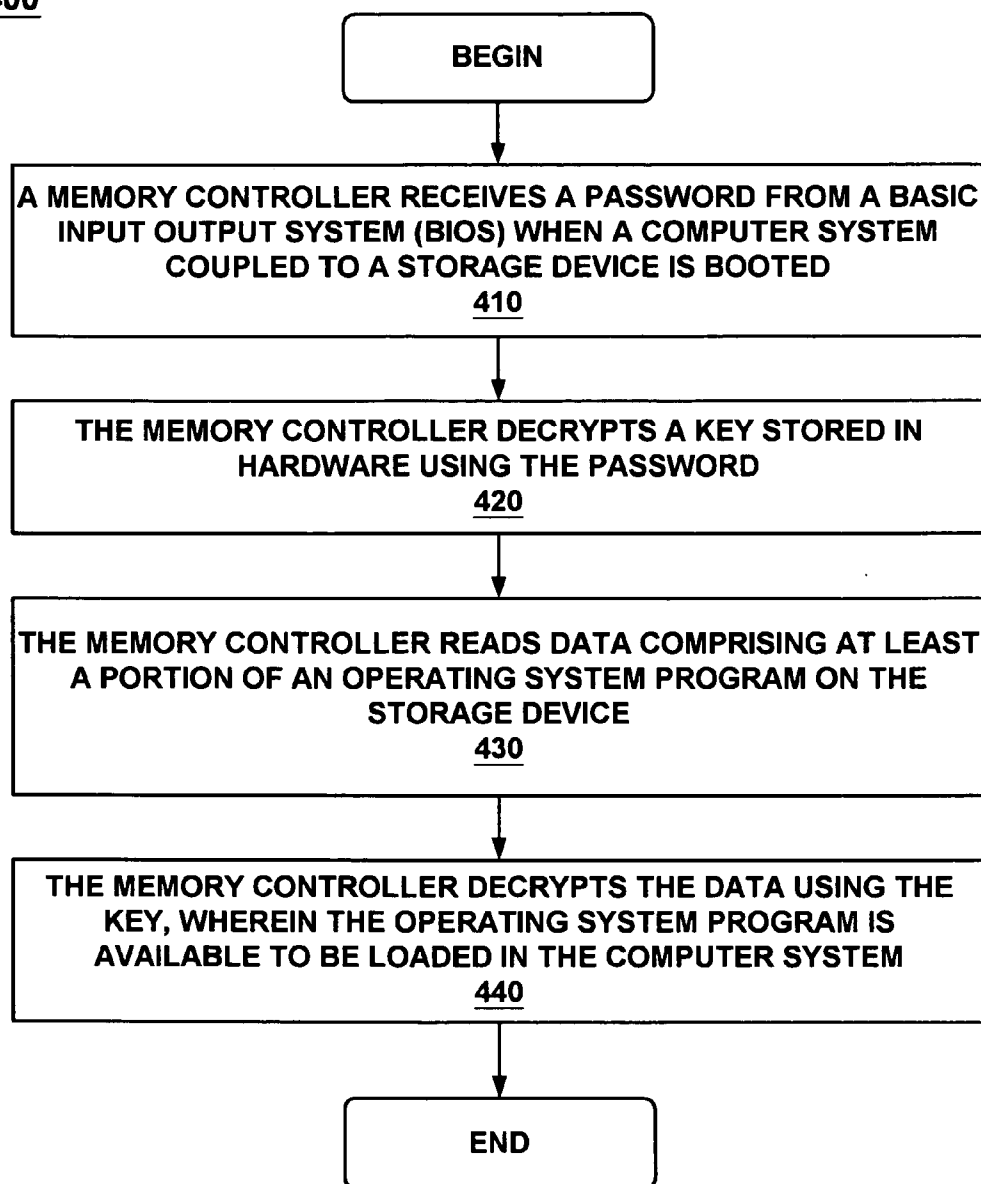 BEGIN
A MEMORY CONTROLLER RECEIVES A PASSWORD FROM A BASIC
INPUT OUTPUT SYSTEM (BIOS) WHEN A COMPUTER SYSTEM
COUPLED TO A STORAGE DEVICE IS BOOTED
410
THE MEMORY CONTROLLER DECRYPTS A KEY STORED IN
HARDWARE USING THE PASSWORD
420
THE MEMORY CONTROLLER READS DATA COMPRISING AT LEAST
A PORTION OF AN OPERATING SYSTEM PROGRAM ON THE
STORAGE DEVICE
430
THE MEMORY CONTROLLER DECRYPTS THE DATA USING THE
KEY, WHEREIN THE OPERATING SYSTEM PROGRAM IS
AVAILABLE TO BE LOADED IN THE COMPUTER SYSTEM
440
END